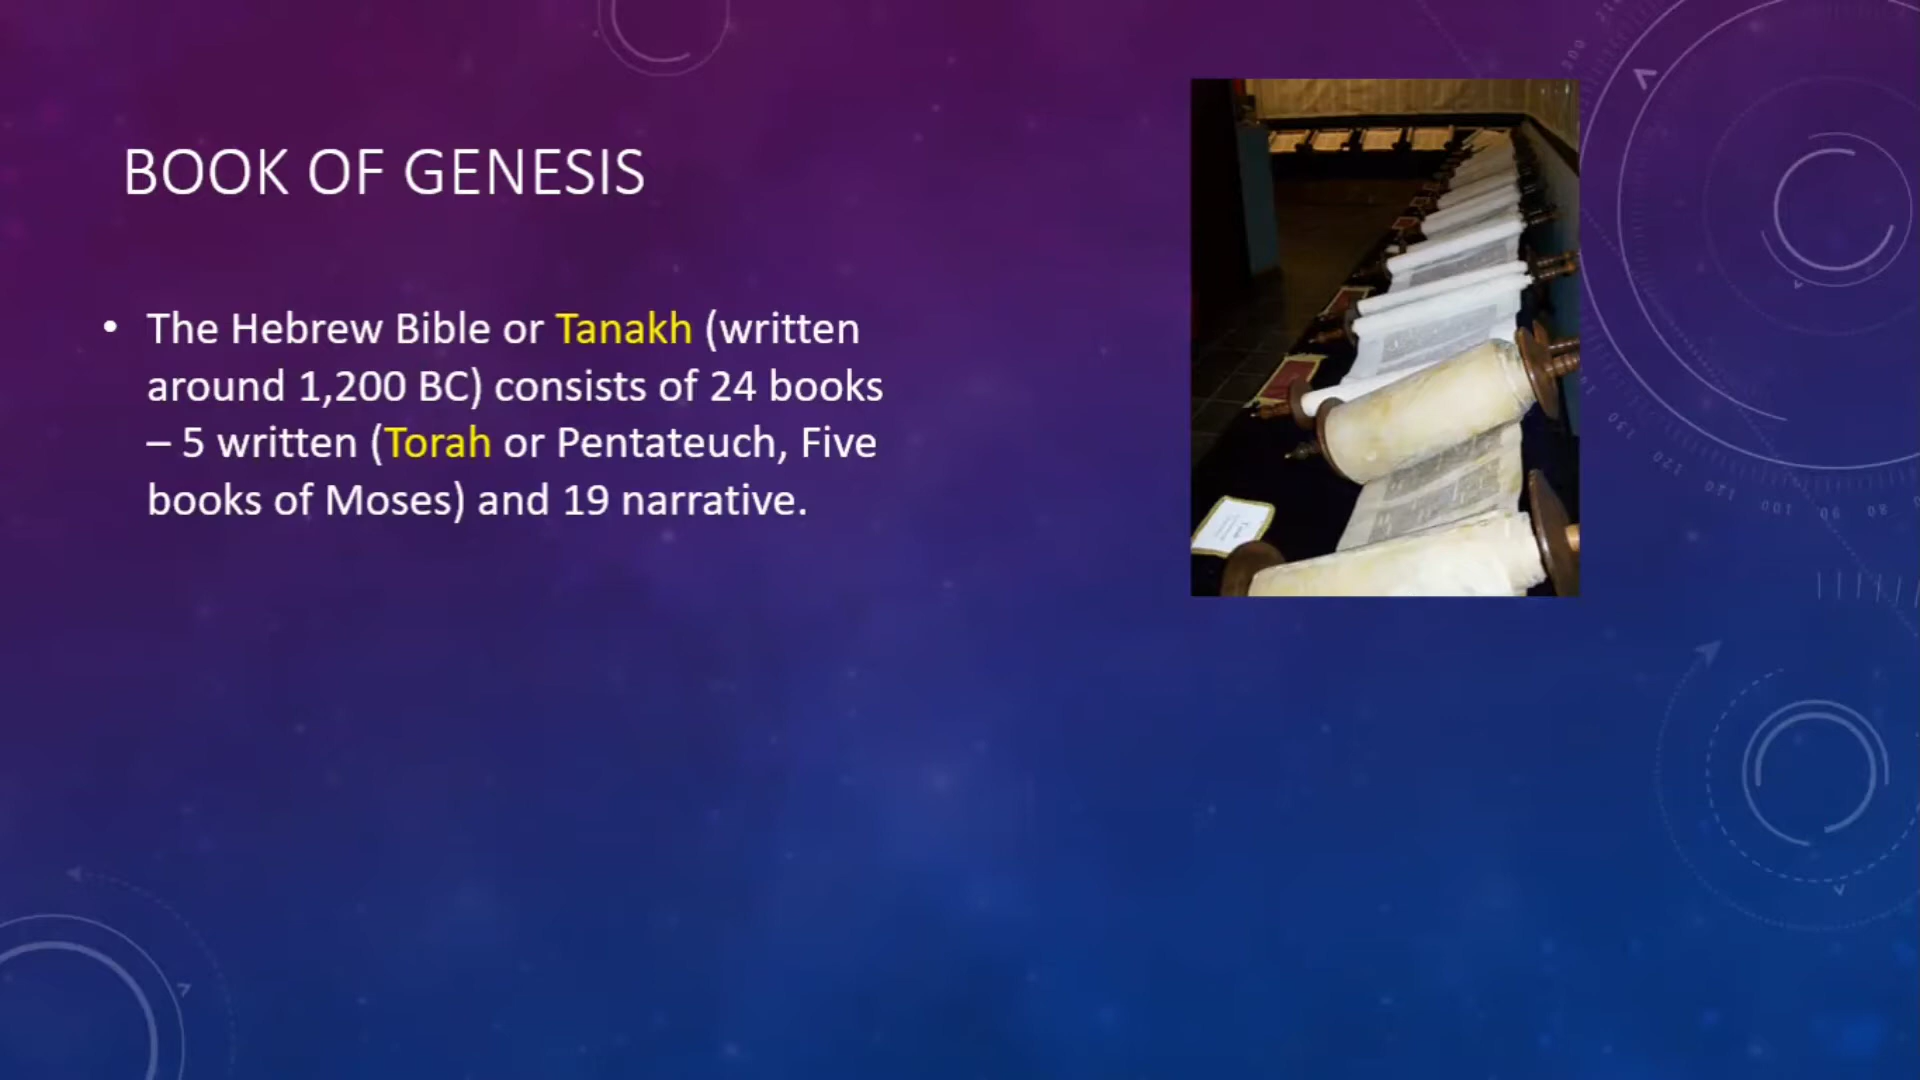 BOOK OF GENESIS
• The Hebrew Bible or Tanakh (written
around 1,200 BC) consists of 24 books
– 5 written (Torah or Pentateuch, Five
books of Moses) and 19 narrative.